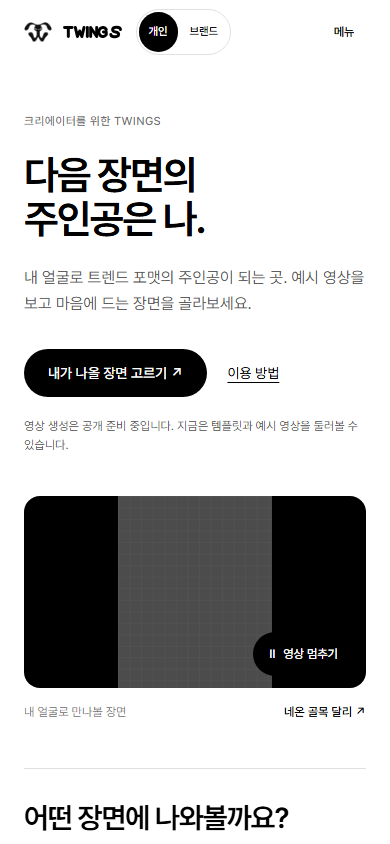 TWINGS 개인 브랜드 메뉴
크리에이터를 위한 TWINGS
다음 장면의
주인공은 나.
내 얼굴로 트렌드 포맷의 주인공이 되는 곳. 예시 영상을
보고 마음에 드는 장면을 골라보세요.
내가 나올 장면 고르기 ↗ 이용 방법
영상 생성은 공개 준비 중입니다. 지금은 템플릿과 예시 영상을 둘러볼 수
있습니다.
영상 멈추기
내 얼굴로 만나볼 장면 네온 골목 달리 ↗
어떤 장면에 나와볼까요?